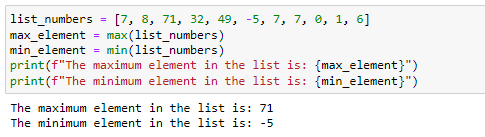 list_numbers = [7, 8, 71, 32, 49, -5, 7, 7, 0, 1, 6]
max_element = max(list_numbers)
min_element = min(list_numbers)
print(f"The maximum element in the list is: {max_element}")
print(f"The minimum element in the list is: {min_element}")
The maximum element in the list is: 71
The minimum element in the list is: -5